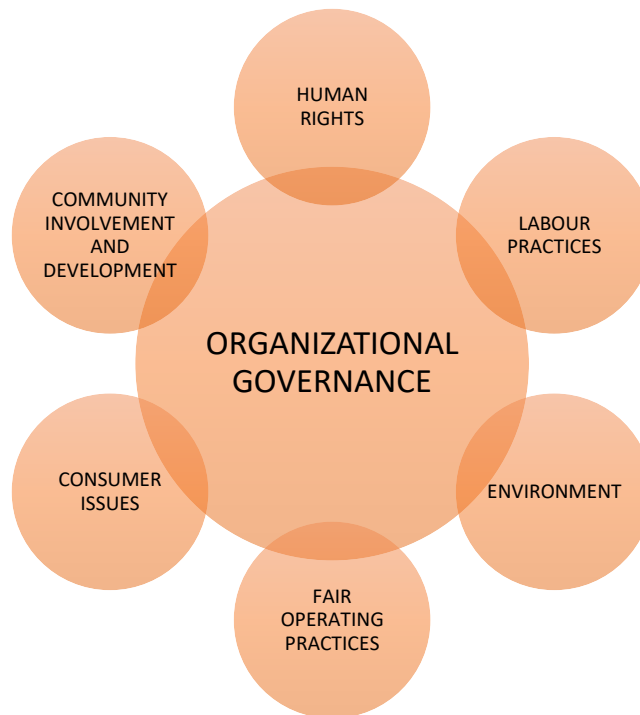 HUMAN
RIGHTS
COMMUNITY
INVOLVEMENT
AND
DEVELOPMENT
LABOUR
PRACTICES
ORGANIZATIONAL
GOVERNANCE
CONSUMER
ISSUES
ENVIRONMENT
FAIR
OPERATING
PRACTICES